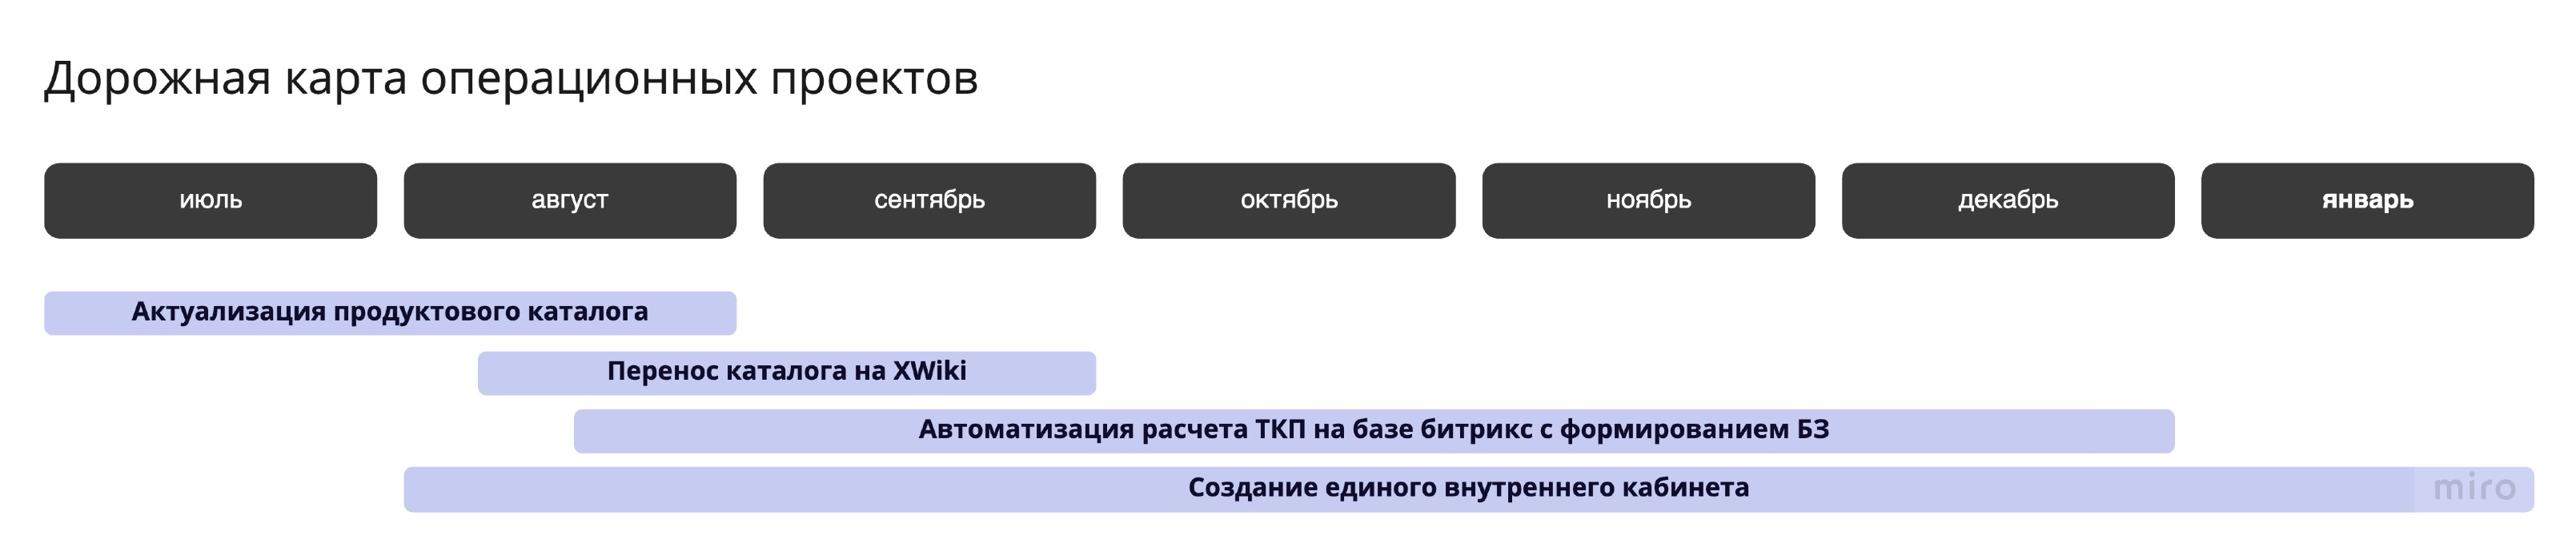 Дорожная карта операционных проектов
июль
август
сентябрь
октябрь
ноябрь
декабрь
январь
Актуализация продуктового каталога
Перенос каталога на XWiki
Автоматизация расчета ТКП на базе битрикс с формированием БЗ
Создание единого внутреннего кабинета
miro